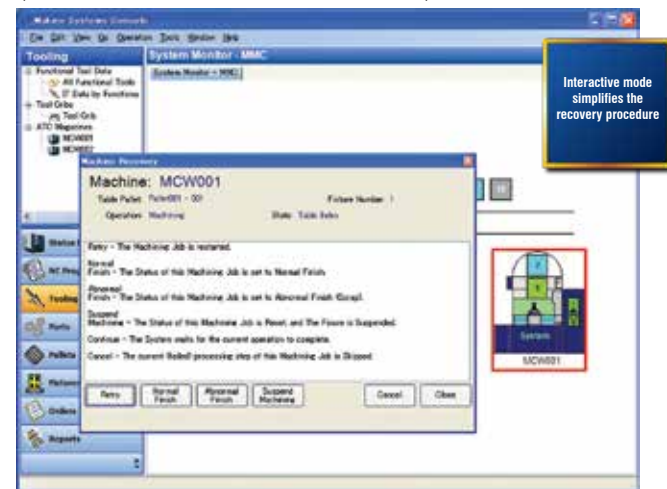 Makino Systems Console
File Edit View Go Operation Tools Window Help
Tooling
System Monitor - MMC
Functional Tool Data
All Functional Tools
Data by Functions
Tool Cribs
Tool Crib
ATC Magazines
MCW001
MCW002
System Monitor - MMC
Interactive mode
simplifies the
recovery procedure
Machine Recovery
Machine: MCW001
Table Pallet Pallet001 - 001 Fixture Number 1
Operation Machining State
Retry - The Machining Job is restarted.
Normal
Finish - The Status of this Machining Job is set to Normal Finish.
Abnormal
Finish - The Status of this Machining Job is set to Abnormal Finish
Suspend
Machining - The Status of this Machining Job is Reset, and The Fixture is Suspended.
Continue - The System waits for the current operation to complete.
Cancel - The current (failed) processing step of this Machining Job is Skipped.
Retry
Normal
Finish
Abnormal
Finish
Suspend
Machining
Cancel
Close
Status
NC Prog
Tooling
Parts
Pallets
Fixtures
Orders
Reports
System
MCW001